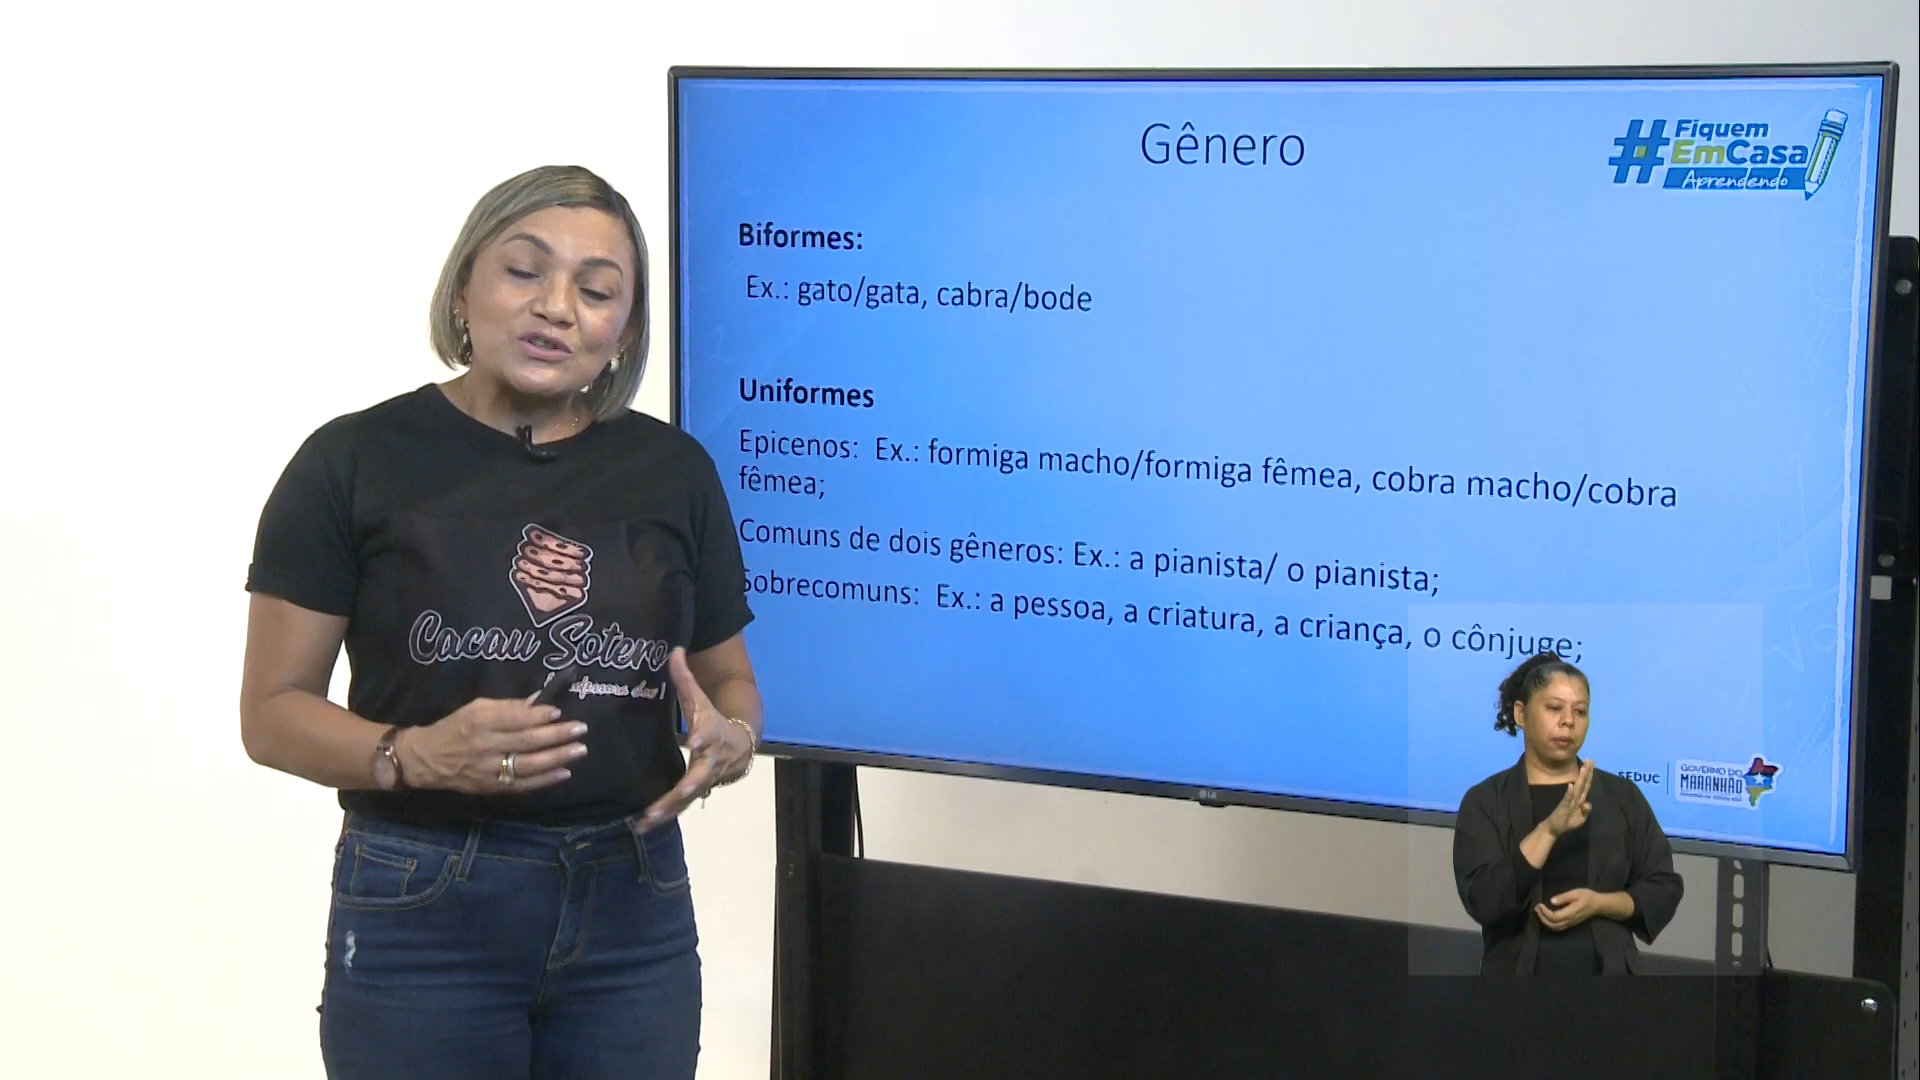 Gênero
#Fiquem
EmCasa
Aprendendo
Biformes:
Ex.: gato/gata, cabra/bode
Uniformes
Epicenos: Ex.: formiga macho/formiga fêmea, cobra macho/cobra
fêmea;
Comuns de dois gêneros: Ex.: a pianista/ o pianista;
Sobrecomuns: Ex.: a pessoa, a criatura, a criança, o cônjuge;
Cacau Sotero
SEDUC
GOVERNO DO
MARANHÃO
LG